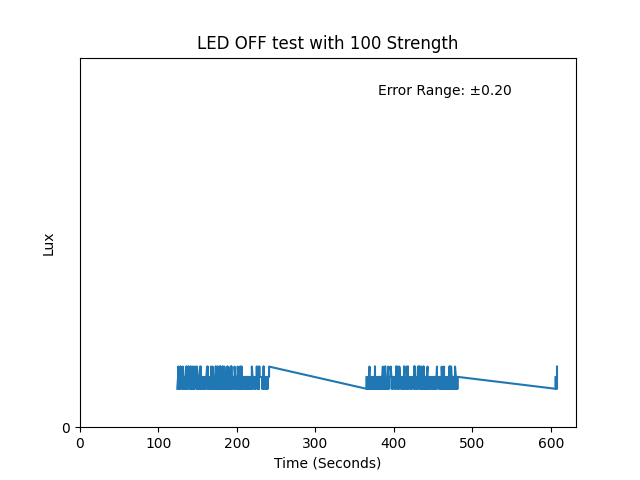 LED OFF test with 100 Strength
Error Range: ±0.20
Lux
0
0 100 200 300 400 500 600
Time (Seconds)